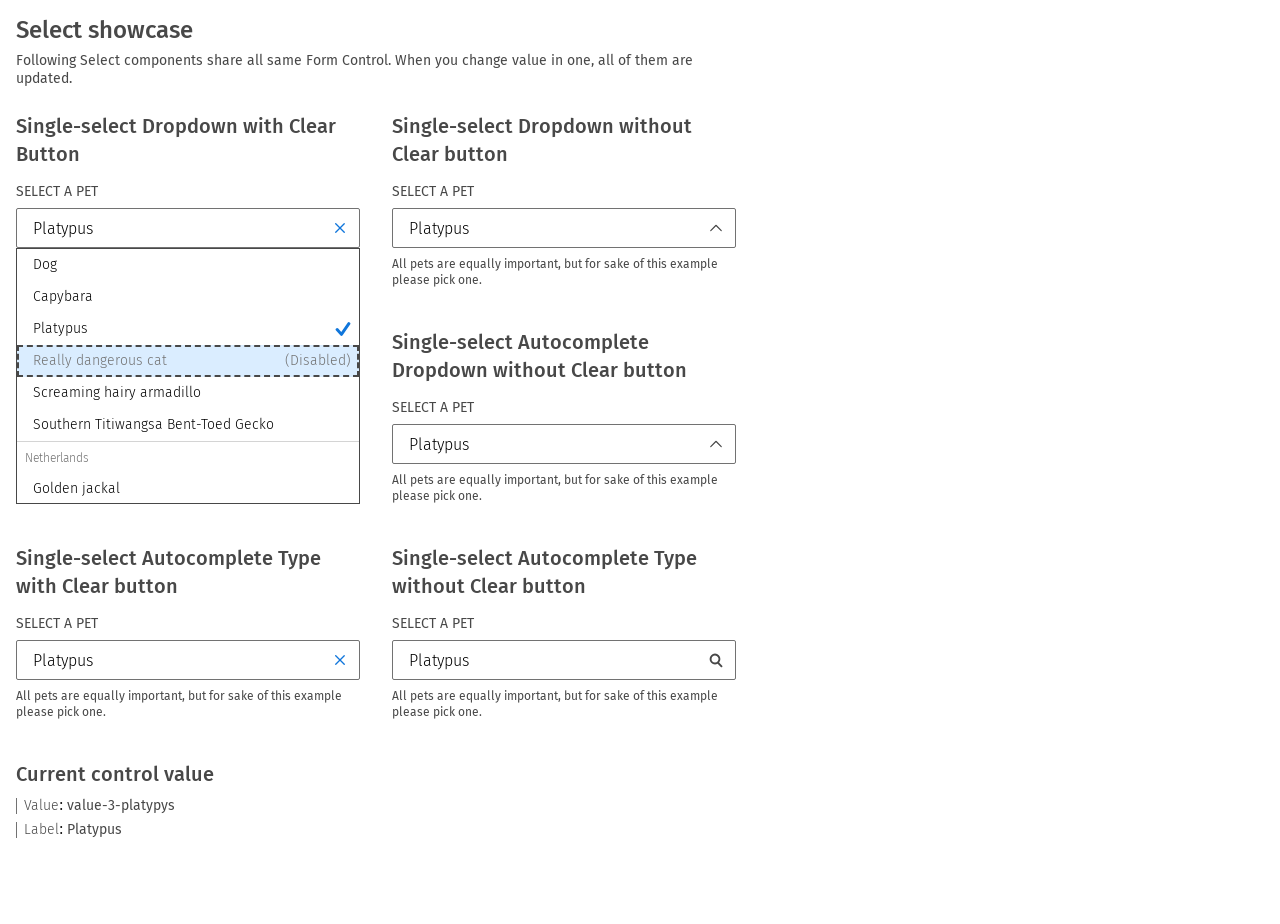 Select showcase
Following Select components share all same Form Control. When you change value in one, all of them are
updated.
Single-select Dropdown with Clear
Button
SELECT A PET
Platypus
Dog
Capybara
Platypus
Really dangerous cat (Disabled)
Screaming hairy armadillo
Southern Titiwangsa Bent-Toed Gecko
Netherlands
Golden jackal
Single-select Dropdown without
Clear button
SELECT A PET
Platypus
All pets are equally important, but for sake of this example
please pick one.
Single-select Autocomplete
Dropdown without Clear button
SELECT A PET
Platypus
All pets are equally important, but for sake of this example
please pick one.
Single-select Autocomplete Type
with Clear button
SELECT A PET
Platypus
All pets are equally important, but for sake of this example
please pick one.
Single-select Autocomplete Type
without Clear button
SELECT A PET
Platypus
All pets are equally important, but for sake of this example
please pick one.
Current control value
Value: value-3-platypys
Label: Platypus